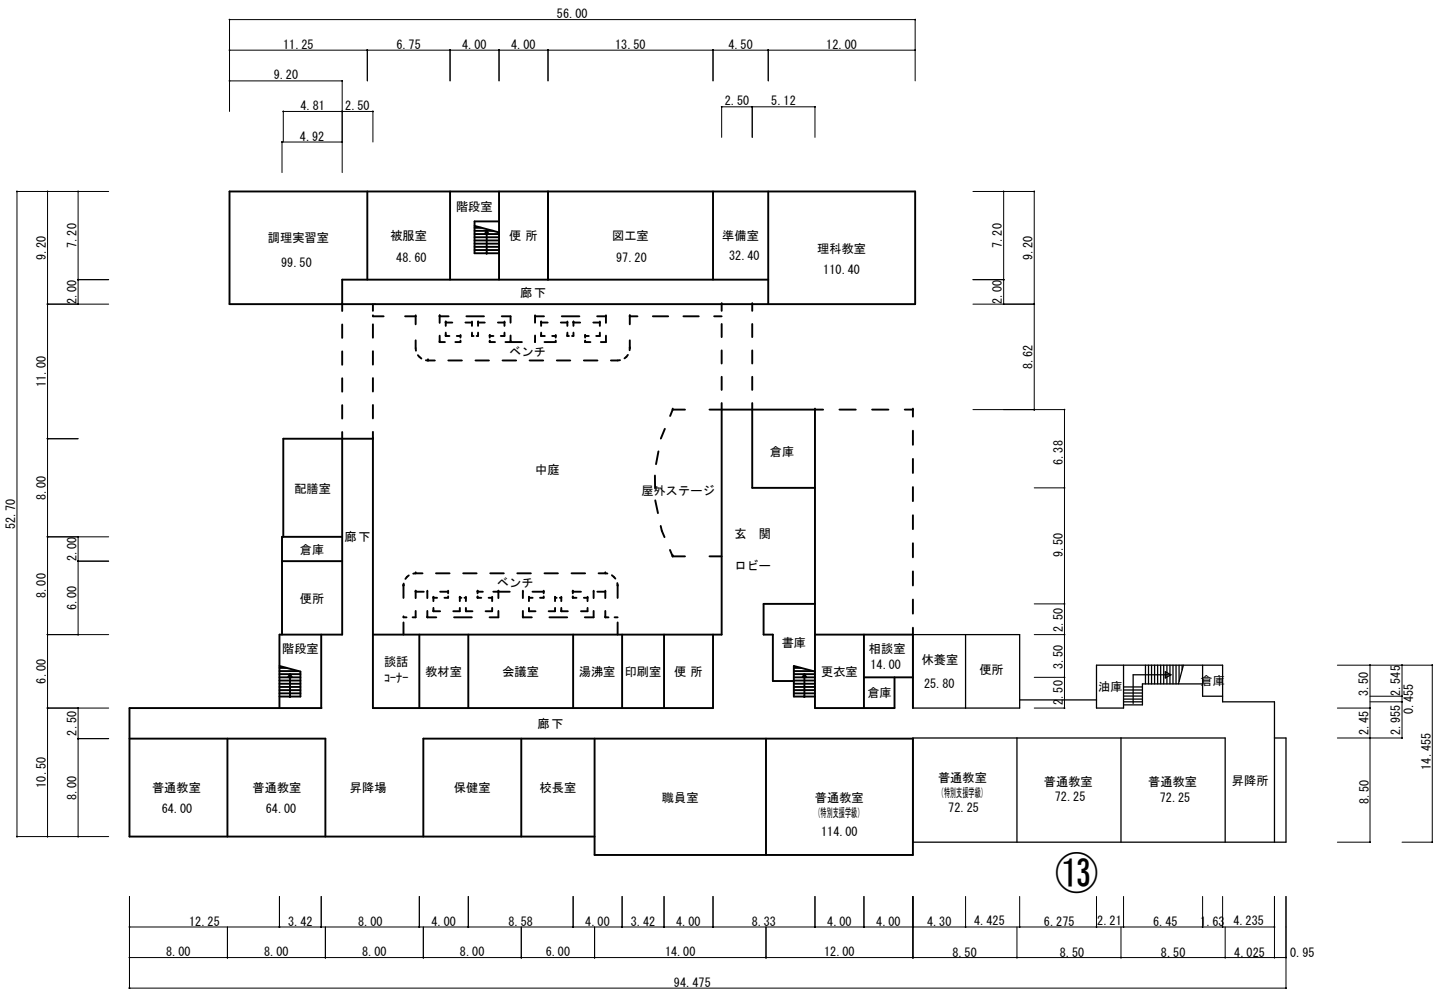 56.00
11.25 6.75 4.00 4.00 13.50 4.50 12.00
9.20
4.81 2.50 2.50 5.12
4.92
階段室
調理実習室 被服室 便 所 図工室 準備室 理科教室
99.50 48.60 97.20 32.40 110.40
廊 下
ベンチ
9.20 7.20 2.00
7.20 2.00 9.20
11.00
8.62
中庭
倉庫
屋外ステージ
配膳室
倉庫
廊下
便所
玄 関
ロビー
ベンチ
52.70
8.00
8.00 2.00 6.00
6.38
9.50
2.50
階段室
談話
コーナー
教材室 会議室 湯沸室 印刷室 便 所
書庫
更衣室
相談室
14.00
倉庫
休養室
25.80
便所
油庫
倉庫
6.00
3.50
2.50
3.50 2.545
0.455
2.45 2.955
14.455
廊 下
10.50 2.50 8.00
8.50
普通教室
64.00
普通教室
64.00
昇降場
保健室
校長室
職員室
普通教室
(特別支援学級)
114.00
普通教室
(特別支援学級)
72.25
普通教室
72.25
普通教室
72.25
昇降所
⑬
12.25 3.42 8.00 4.00 8.58 4.00 3.42 4.00 8.33 4.00 4.00 4.30 4.425 6.275 2.21 6.45 1.63 4.235
8.00 8.00 8.00 8.00 6.00 14.00 12.00 8.50 8.50 8.50 4.025 0.95
94.475